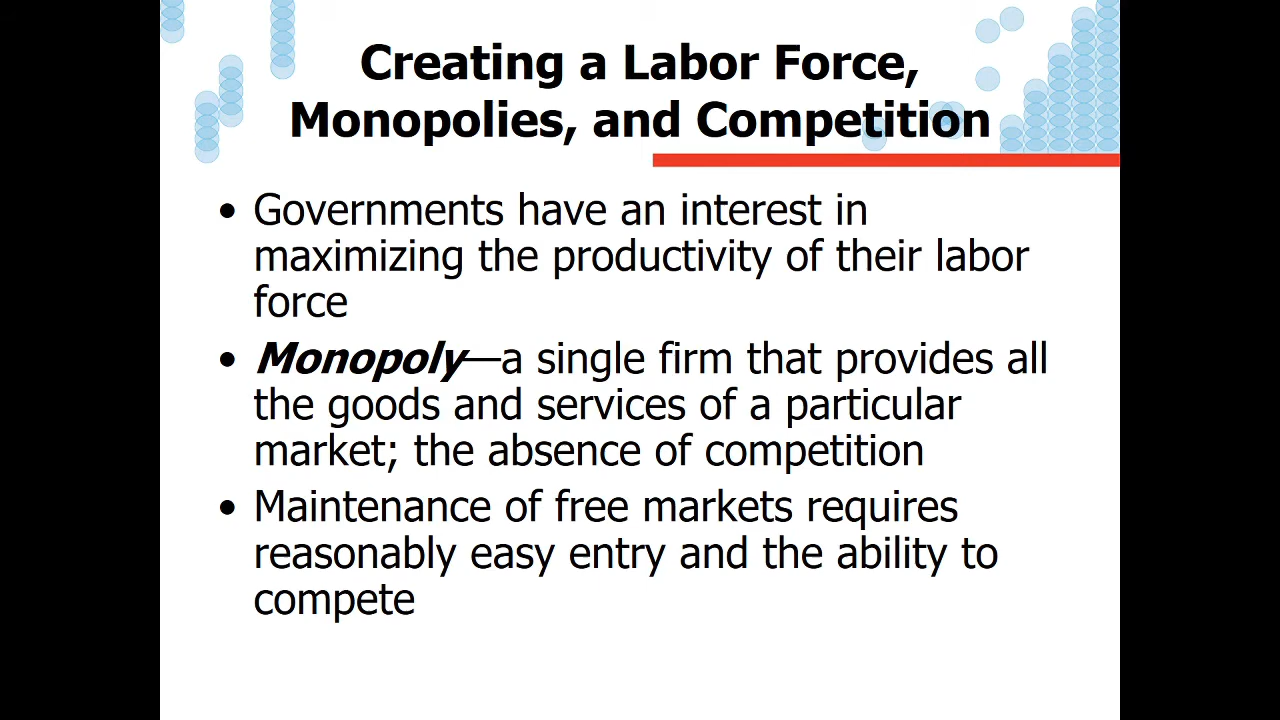 Creating a Labor Force,
Monopolies, and Competition
• Governments have an interest in
maximizing the productivity of their labor
force
• Monopoly—a single firm that provides all
the goods and services of a particular
market; the absence of competition
• Maintenance of free markets requires
reasonably easy entry and the ability to
compete